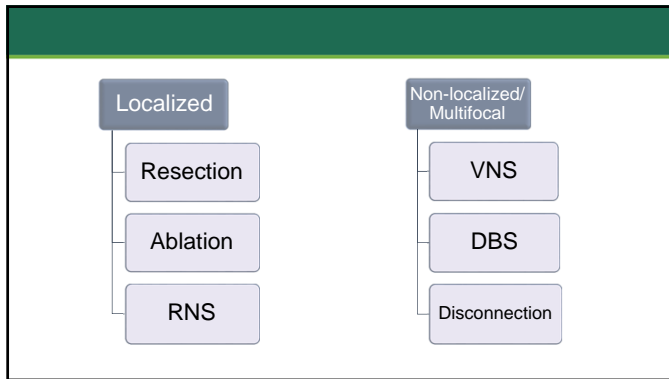 Localized
Resection
Ablation
RNS
Non-localized/
Multifocal
VNS
DBS
Disconnection